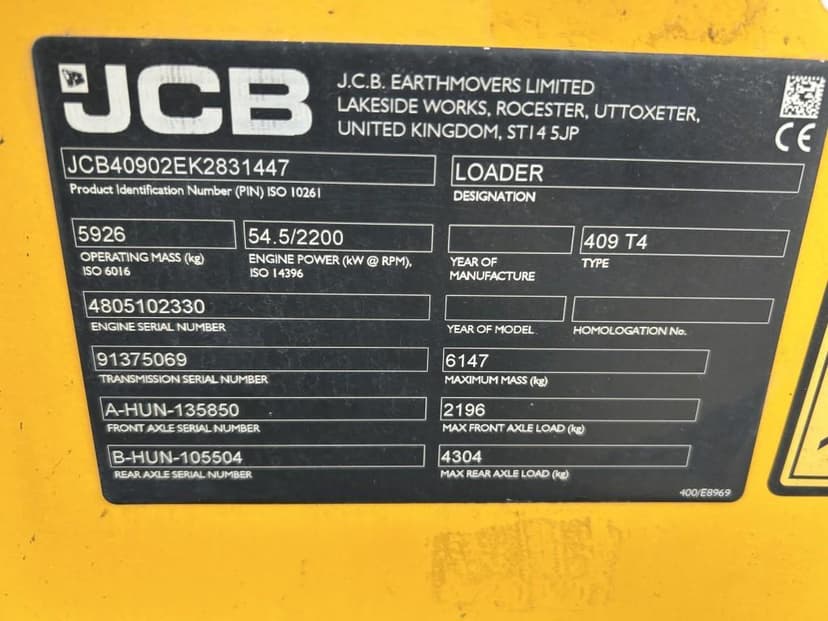 JCB
J.C.B. EARTHMOVERS LIMITED
LAKESIDE WORKS, ROCESTER, UTTOXETER,
UNITED KINGDOM, ST14 5JP
CE
JCB40902EK2831447
Product Identification Number (PIN) ISO 10261
LOADER
DESIGNATION
5926
OPERATING MASS (kg)
ISO 6016
54.5/2200
ENGINE POWER (kW @ RPM),
ISO 14396
YEAR OF
MANUFACTURE
409 T4
TYPE
4805102330
ENGINE SERIAL NUMBER
YEAR OF MODEL
HOMOLOGATION No.
91375069
TRANSMISSION SERIAL NUMBER
6147
MAXIMUM MASS (kg)
A-HUN-135850
FRONT AXLE SERIAL NUMBER
2196
MAX FRONT AXLE LOAD (kg)
B-HUN-105504
REAR AXLE SERIAL NUMBER
4304
MAX REAR AXLE LOAD (kg)
400/E8969